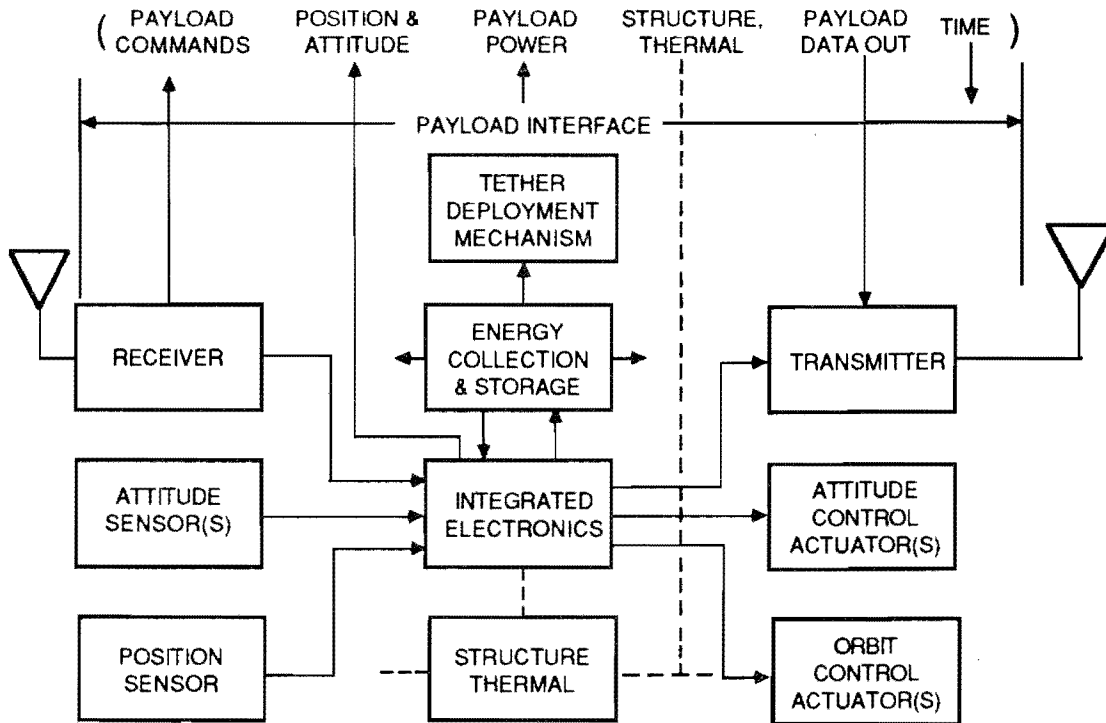 ( PAYLOAD COMMANDS
POSITION & ATTITUDE
PAYLOAD POWER
STRUCTURE, THERMAL
PAYLOAD DATA OUT
TIME )
PAYLOAD INTERFACE
TETHER
DEPLOYMENT
MECHANISM
RECEIVER
ENERGY
COLLECTION
& STORAGE
TRANSMITTER
ATTITUDE
SENSOR(S)
INTEGRATED
ELECTRONICS
ATTITUDE
CONTROL
ACTUATOR(S)
POSITION
SENSOR
STRUCTURE
THERMAL
ORBIT
CONTROL
ACTUATOR(S)